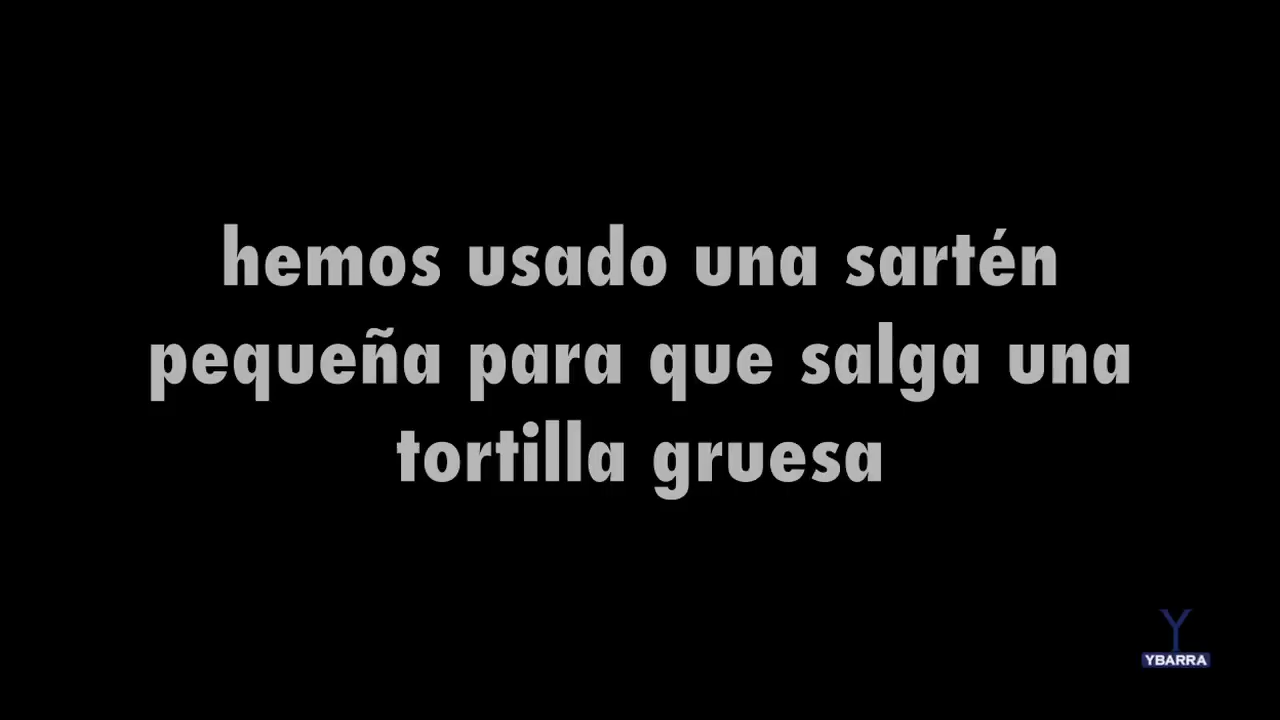 hemos usado una sartén
pequeña para que salga una
tortilla gruesa
Y
YBARRA